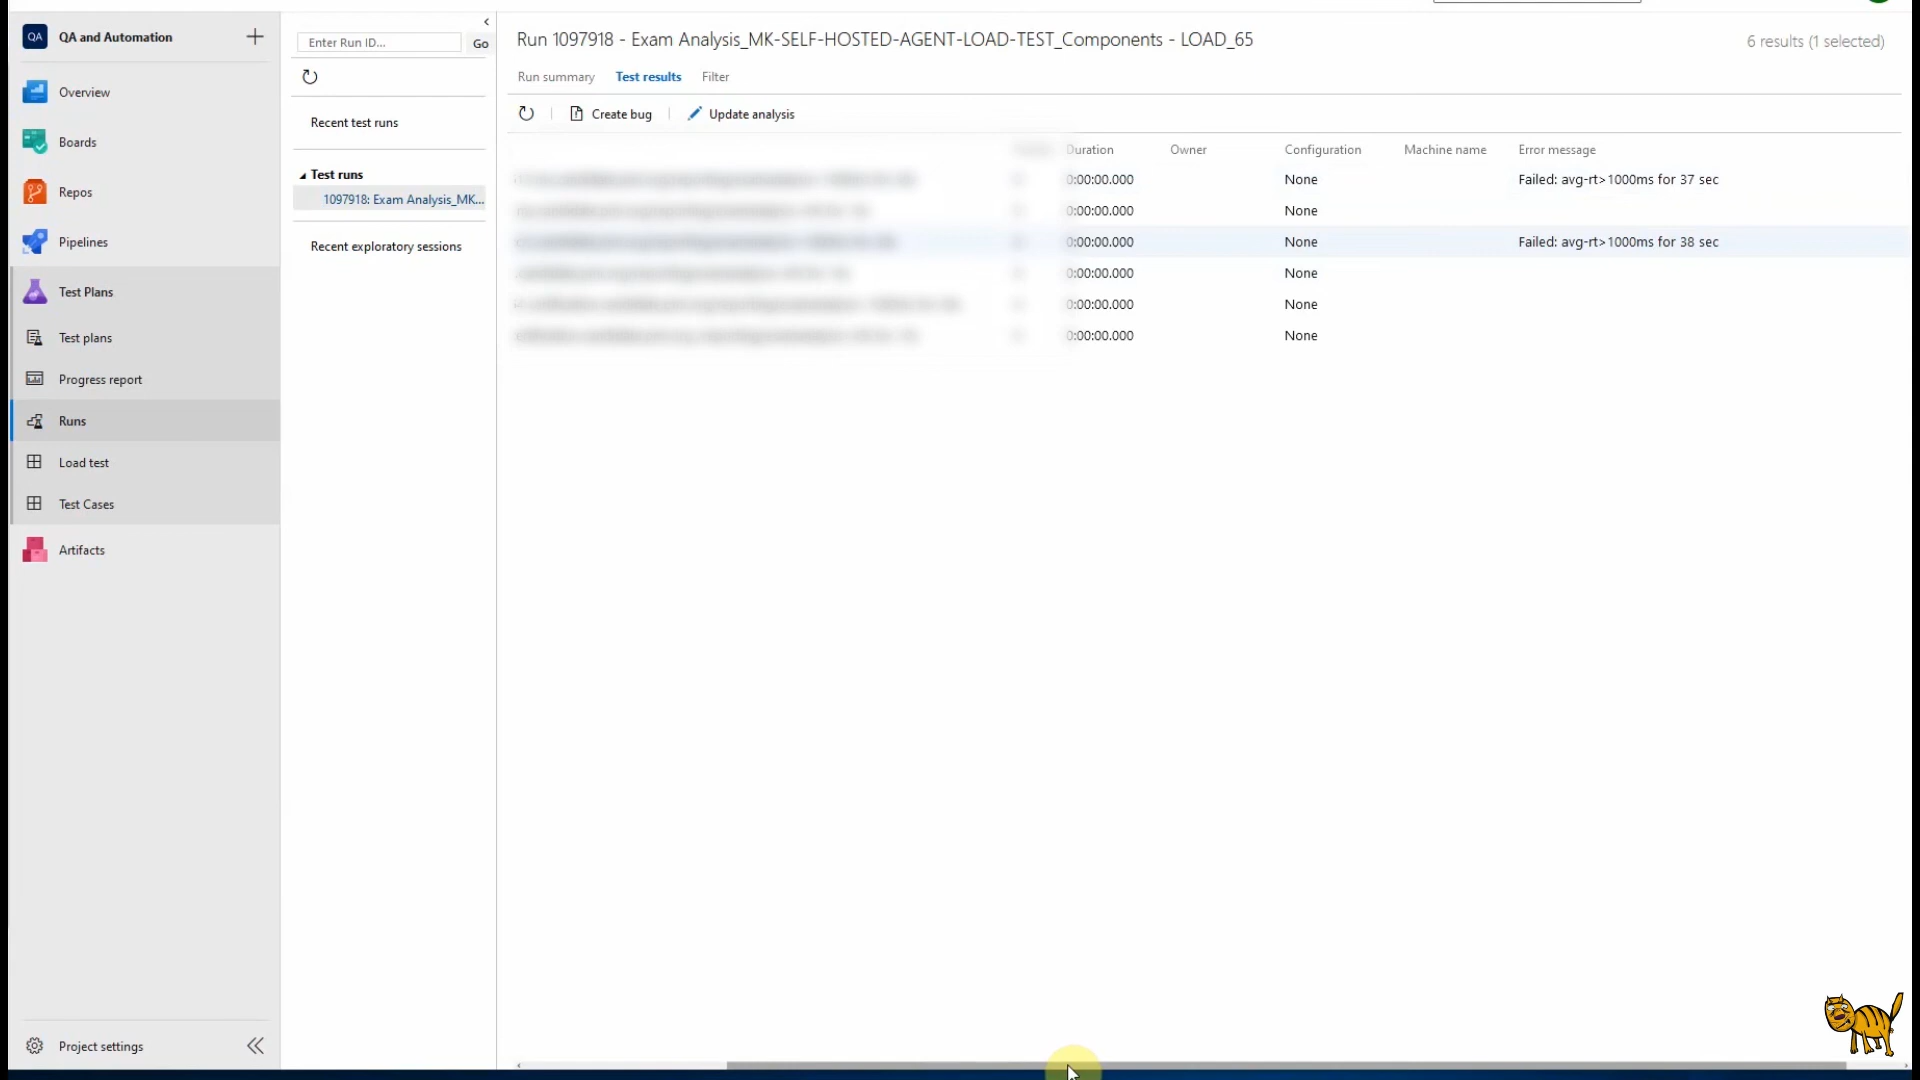 QA QA and Automation
Overview
Boards
Repos
Pipelines
Test Plans
Test plans
Progress report
Runs
Load test
Test Cases
Artifacts
Project settings
Enter Run ID...
Go
Recent test runs
Test runs
1097918: Exam Analysis_MK...
Recent exploratory sessions
Run 1097918 - Exam Analysis_MK-SELF-HOSTED-AGENT-LOAD-TEST_Components - LOAD_65
6 results (1 selected)
Run summary Test results Filter
Create bug Update analysis
Duration Owner Configuration Machine name Error message
0:00:00.000 None Failed: avg-rt>1000ms for 37 sec
0:00:00.000 None
0:00:00.000 None Failed: avg-rt>1000ms for 38 sec
0:00:00.000 None
0:00:00.000 None
0:00:00.000 None